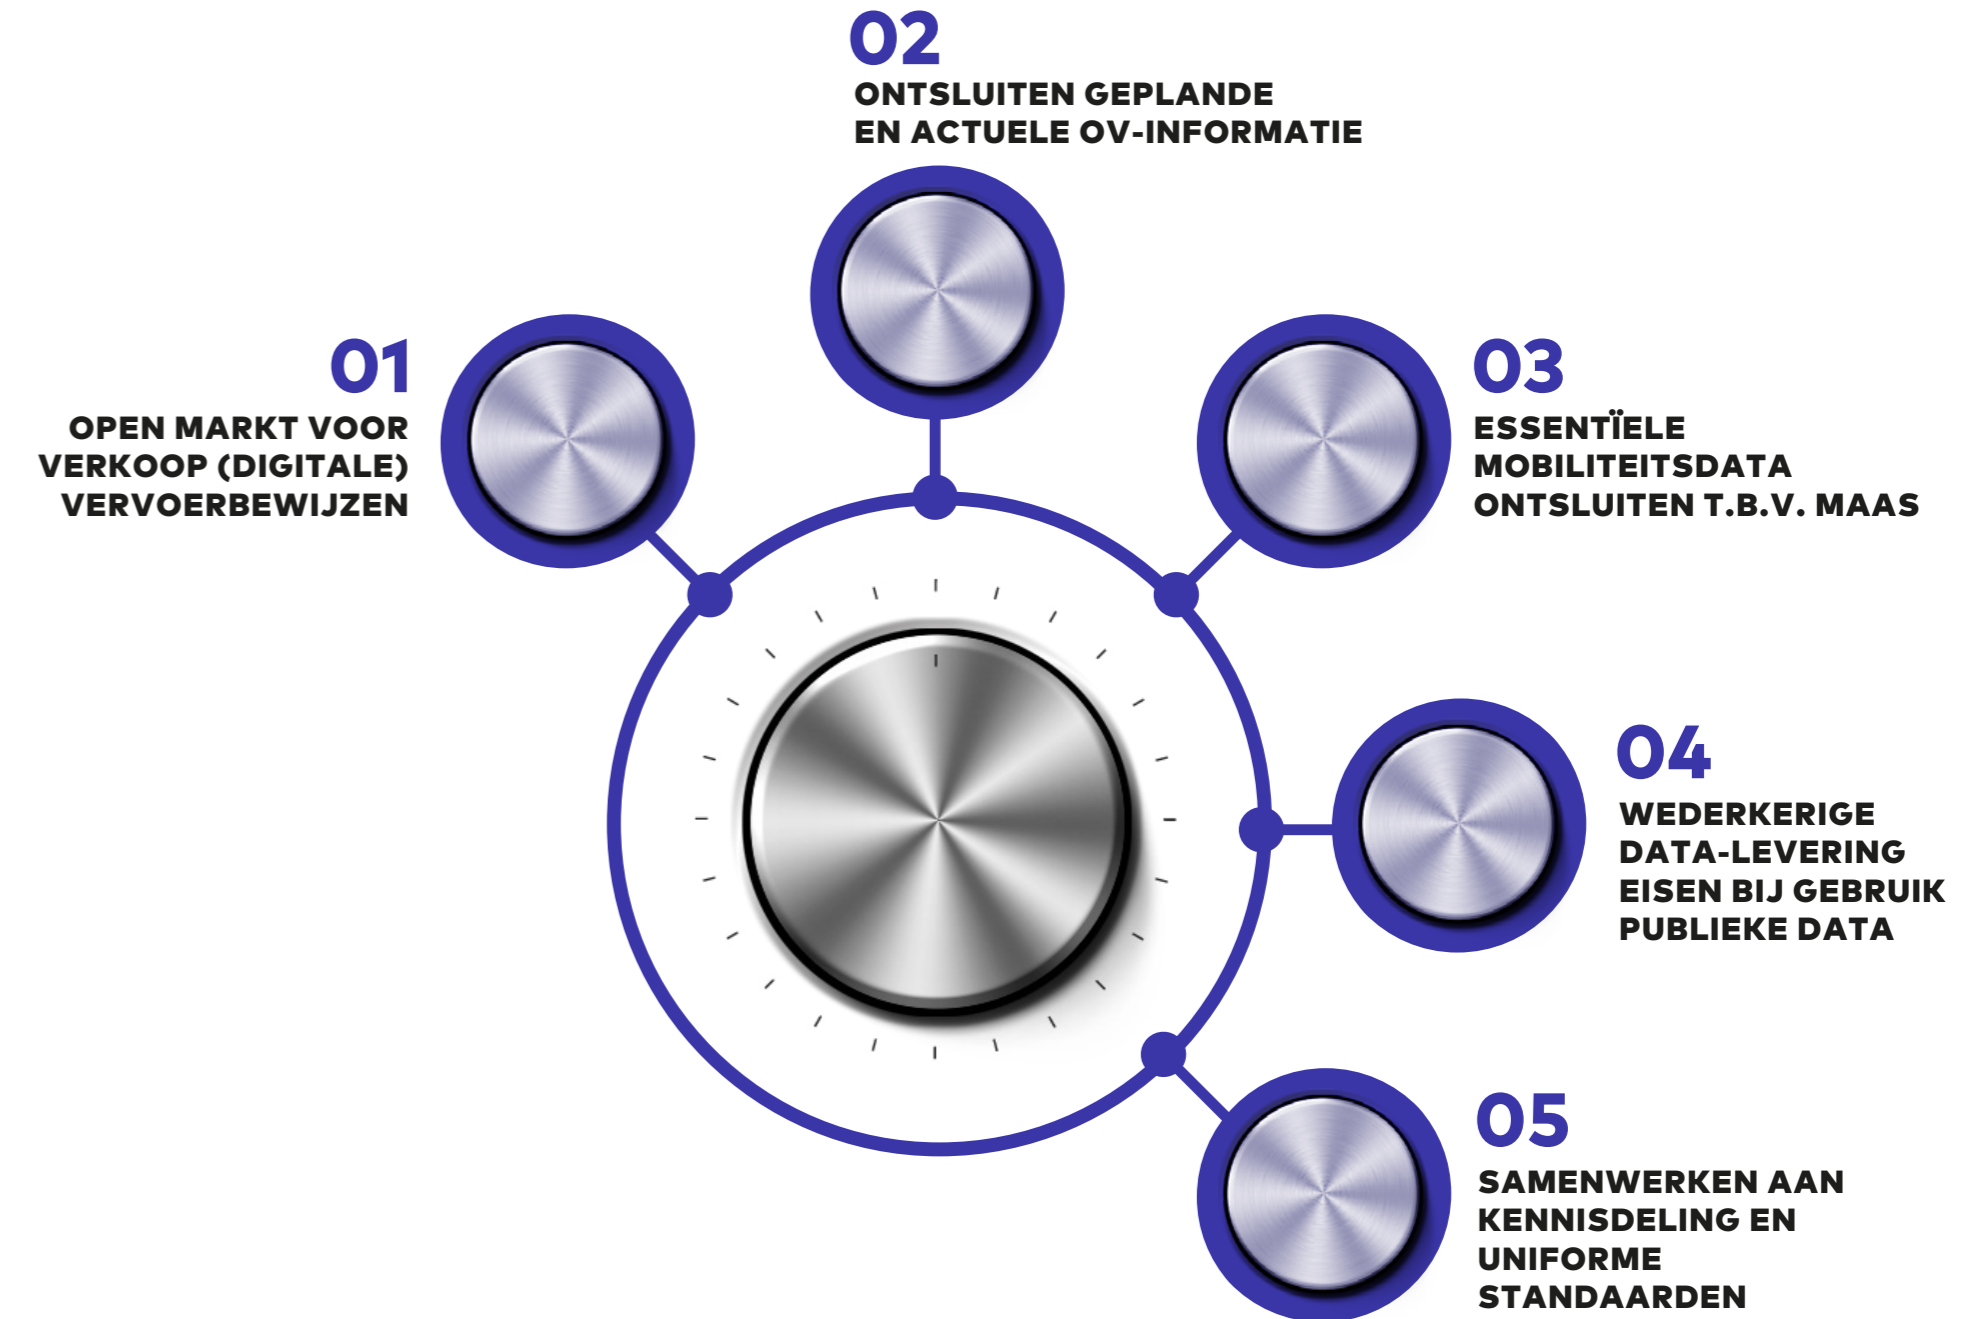 01
OPEN MARKT VOOR
VERKOOP (DIGITALE)
VERVOERBEWIJZEN
02
ONTSLUITEN GEPLANDE
EN ACTUELE OV-INFORMATIE
03
ESSENTÏELE
MOBILITEITSDATA
ONTSLUITEN T.B.V. MAAS
04
WEDERKERIGE
DATA-LEVERING
EISEN BIJ GEBRUIK
PUBLIEKE DATA
05
SAMENWERKEN AAN
KENNISDELING EN
UNIFORME
STANDAARDEN